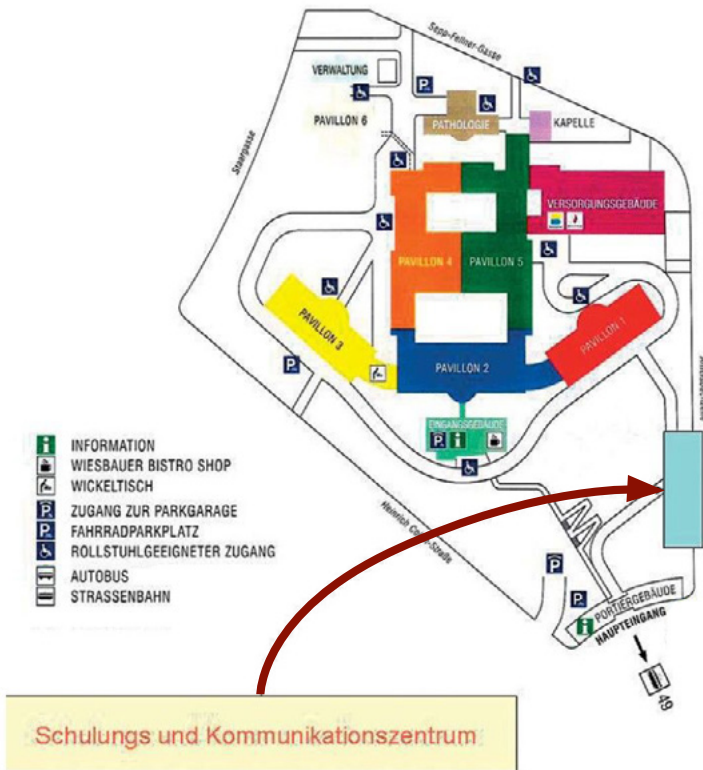 Sepp-Fellner-Gasse
VERWALTUNG
PAVILLON 6
PATHOLOGIE
KAPELLE
Staargasse
VERSORGUNGSGEBÄUDE
PAVILLON 4
PAVILLON 5
PAVILLON 3
PAVILLON 1
PAVILLON 2
EINGANGSGEBÄUDE
INFORMATION
WIESBAUER BISTRO SHOP
WICKELTISCH
ZUGANG ZUR PARKGARAGE
FAHRRADPARKPLATZ
ROLLSTUHLGEEIGNETER ZUGANG
AUTOBUS
STRASSENBAHN
Heinrich
PORTIERGEBÄUDE
HAUPTEINGANG
49
Schulungs und Kommunikationszentrum